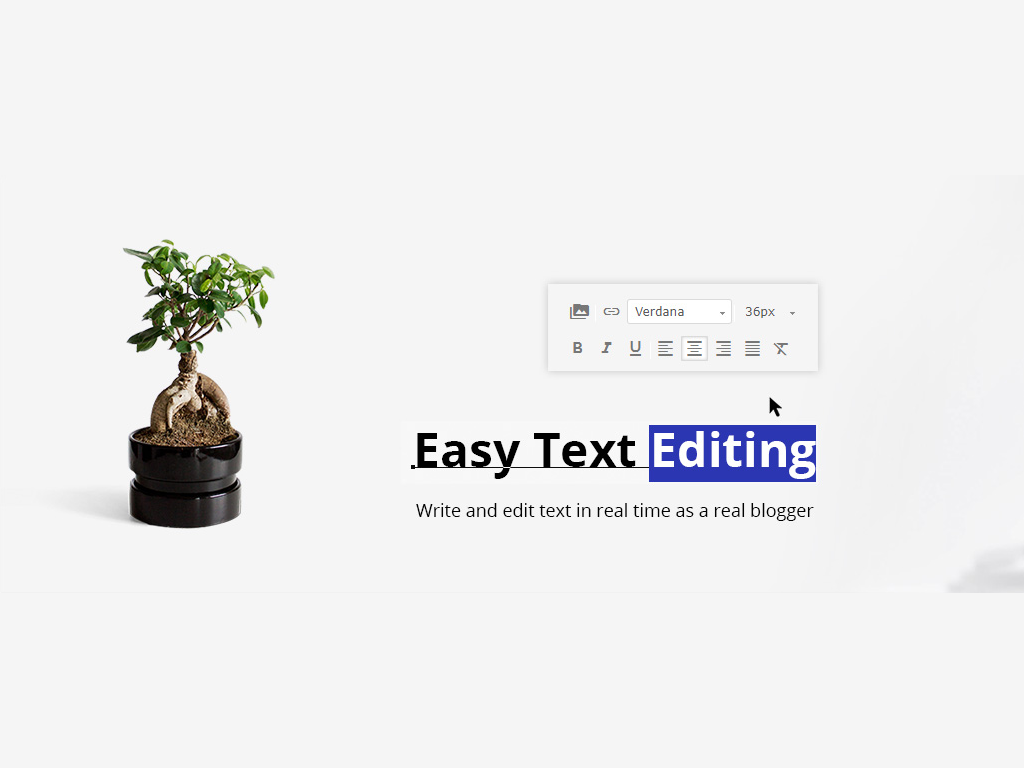 Verdana 36px
B I U
Easy Text Editing
Write and edit text in real time as a real blogger